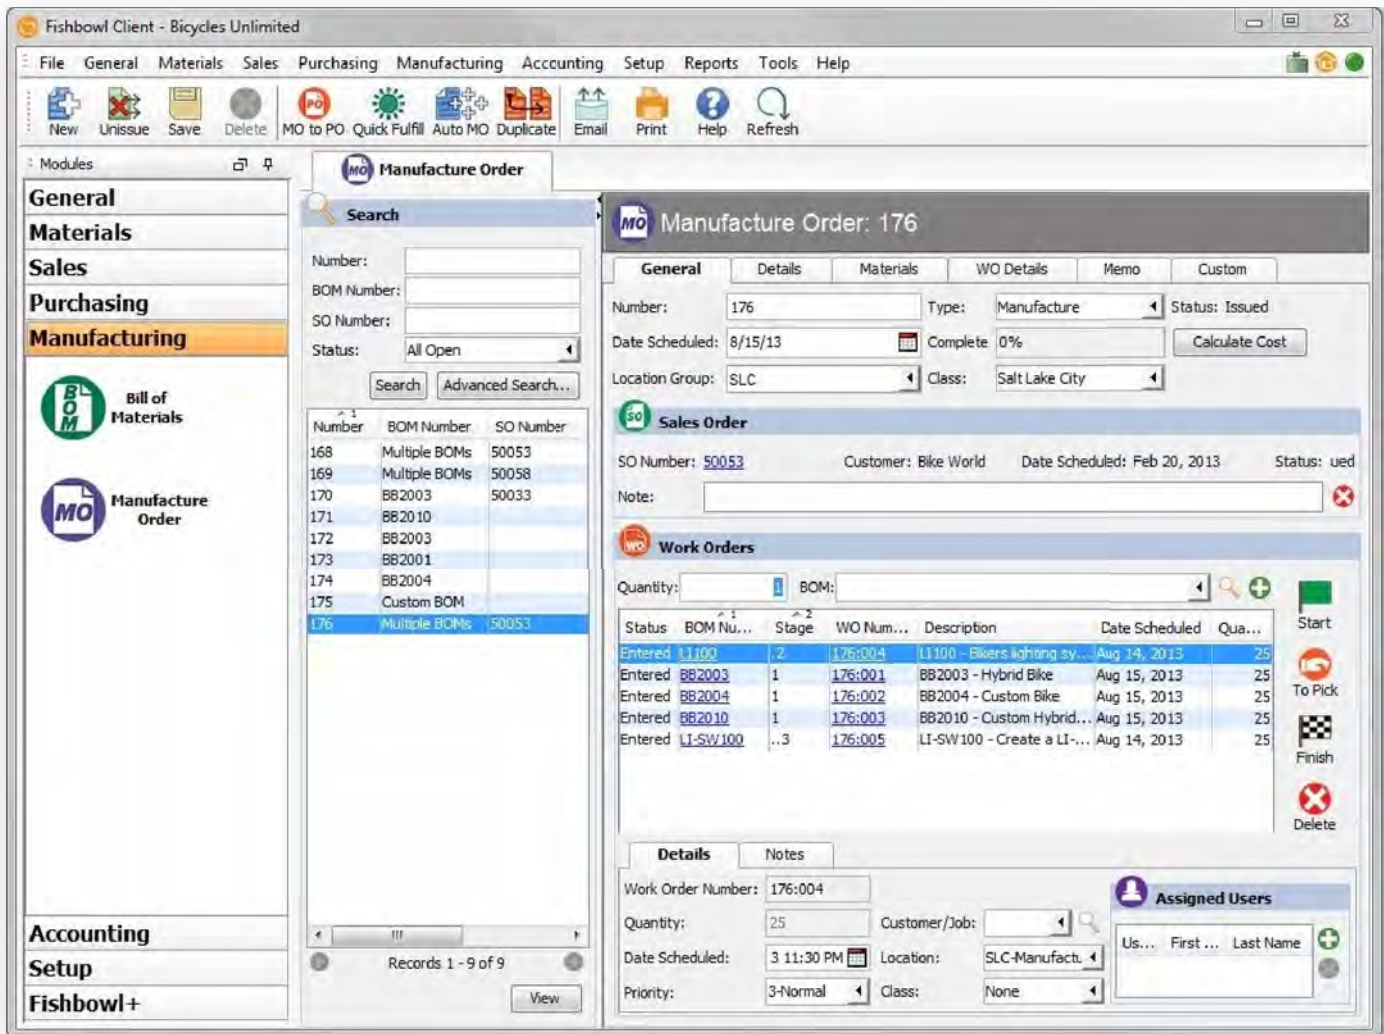 Fishbowl Client - Bicycles Unlimited
File General Materials Sales Purchasing Manufacturing Accounting Setup Reports Tools Help
PO
New Unissue Save Delete MO to PO Quick Fulfill Auto MO Duplicate Email Print Help Refresh
Modules
General
Materials
Sales
Purchasing
Manufacturing
BOM Bill of
Materials
MO Manufacture
Order
Accounting
Setup
Fishbowl+
MO Manufacture Order
Search
Number:
BOM Number:
SO Number:
Status: All Open
Search Advanced Search...
1
Number BOM Number SO Number
168 Multiple BOMs 50053
169 Multiple BOMs 50058
170 BB2003 50033
171 BB2010
172 BB2003
173 BB2001
174 BB2004
175 Custom BOM
176 Multiple BOMs 50053
Records 1 - 9 of 9
View
MO Manufacture Order: 176
General Details Materials WO Details Memo Custom
Number: 176 Type: Manufacture Status: Issued
Date Scheduled: 8/15/13 Complete 0% Calculate Cost
Location Group: SLC Class: Salt Lake City
SO Sales Order
SO Number: 50053 Customer: Bike World Date Scheduled: Feb 20, 2013 Status: ued
Note:
WO Work Orders
Quantity: 1 BOM:
1 2
Status BOM Nu... Stage WO Num... Description Date Scheduled Qua...
Entered L1100 .2 176:004 L1100 - Bikers lighting sy... Aug 14, 2013 25
Entered BB2003 1 176:001 BB2003 - Hybrid Bike Aug 15, 2013 25
Entered BB2004 1 176:002 BB2004 - Custom Bike Aug 15, 2013 25
Entered BB2010 1 176:003 BB2010 - Custom Hybrid... Aug 15, 2013 25
Entered LI-SW100 ..3 176:005 LI-SW100 - Create a LI-... Aug 14, 2013 25
Start
To Pick
Finish
Delete
Details Notes
Work Order Number: 176:004
Quantity: 25 Customer/Job:
Date Scheduled: 3 11:30 PM Location: SLC-Manufactu
Priority: 3-Normal Class: None
Assigned Users
Us... First ... Last Name